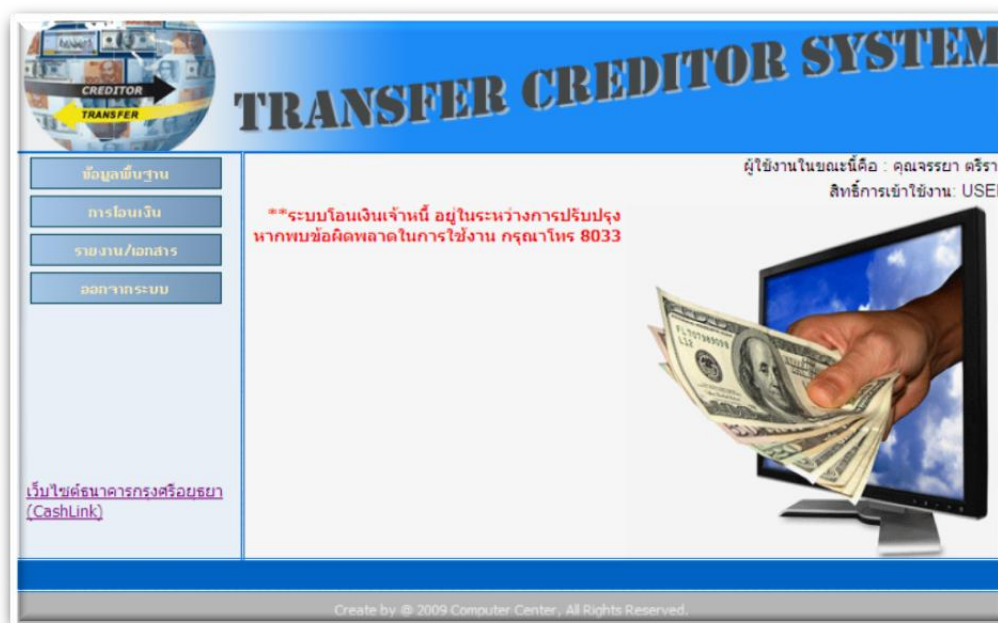 CREDITOR
TRANSFER
TRANSFER CREDITOR SYSTEM
ผู้ใช้งานในขณะนี้คือ : คุณจรรยา ตรีรา
สิทธิ์การเข้าใช้งาน: USE
ข้อมูลพื้นฐาน
การโอนเงิน
รายงาน/เอกสาร
ออกจากระบบ
**ระบบโอนเงินเจ้าหนี้ อยู่ในระหว่างการปรับปรุง
หากพบข้อผิดพลาดในการใช้งาน กรุณาโทร 8033
เว็บไซต์ธนาคารกรุงศรีอยุธยา
(CashLink)
Create by @ 2009 Computer Center, All Rights Reserved.